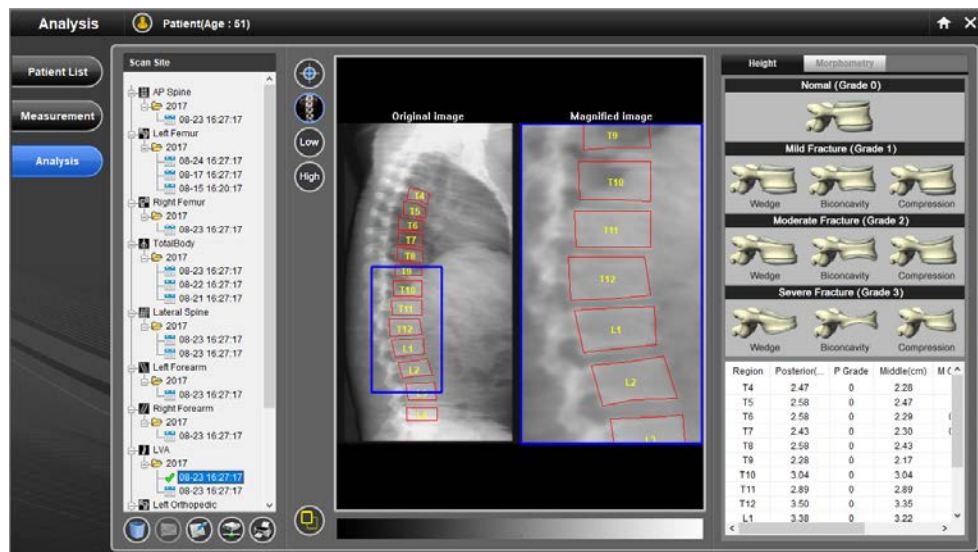 Analysis
Patient(Age : 51)
Patient List
Measurement
Analysis
Scan Site
AP Spine
2017
08-23 16:27:17
Left Femur
2017
08-24 16:27:17
08-17 16:27:17
08-15 16:20:17
Right Femur
2017
08-23 16:27:17
TotalBody
2017
08-23 16:27:17
08-22 16:27:17
08-21 16:27:17
Lateral Spine
2017
08-23 16:27:17
08-23 16:27:17
Left Forearm
2017
08-23 16:27:17
Right Forearm
2017
08-23 16:27:17
LVA
2017
08-23 16:27:17
08-23 16:27:17
Left Orthopedic
Low
High
Original image
T4
T5
T6
T7
T8
T9
T10
T11
T12
L1
L2
Magnified image
T9
T10
T11
T12
L1
L2
L3
Height
Morphometry
Nomal (Grade 0)
Mild Fracture (Grade 1)
Wedge Biconcavity Compression
Moderate Fracture (Grade 2)
Wedge Biconcavity Compression
Severe Fracture (Grade 3)
Wedge Biconcavity Compression
Region Posterior(... P Grade Middle(cm)
T4 2.47 0 2.28
T5 2.58 0 2.47
T6 2.58 0 2.29
T7 2.43 0 2.30
T8 2.58 0 2.43
T9 2.28 0 2.17
T10 3.04 0 3.04
T11 2.89 0 2.89
T12 3.50 0 3.35
L1 3.38 0 3.22